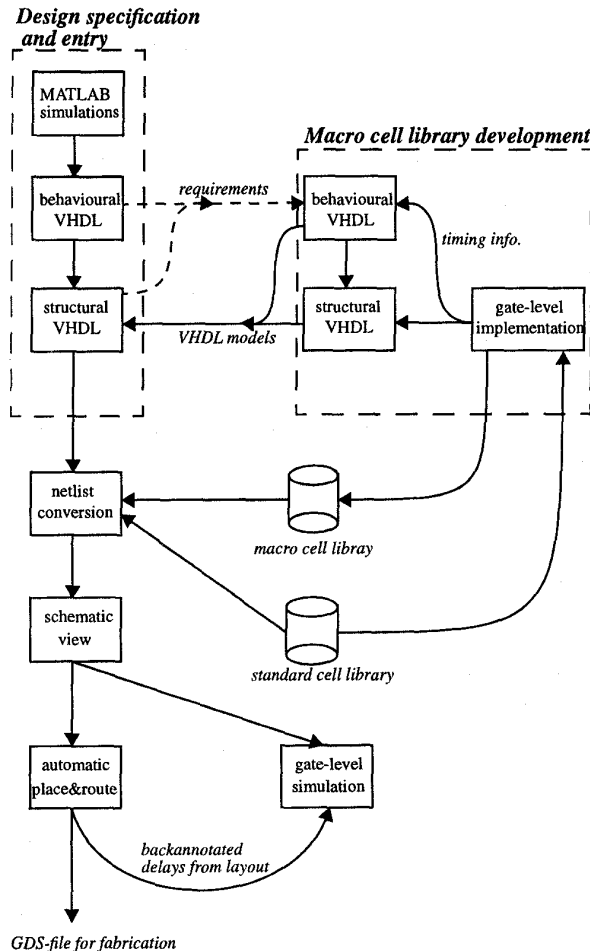 Design specification
and entry
MATLAB
simulations
Macro cell library development
behavioural
VHDL
requirements
behavioural
VHDL
timing info.
structural
VHDL
VHDL models
structural
VHDL
gate-level
implementation
netlist
conversion
macro cell libray
schematic
view
standard cell library
automatic
place&route
gate-level
simulation
backannotated
delays from layout
GDS-file for fabrication